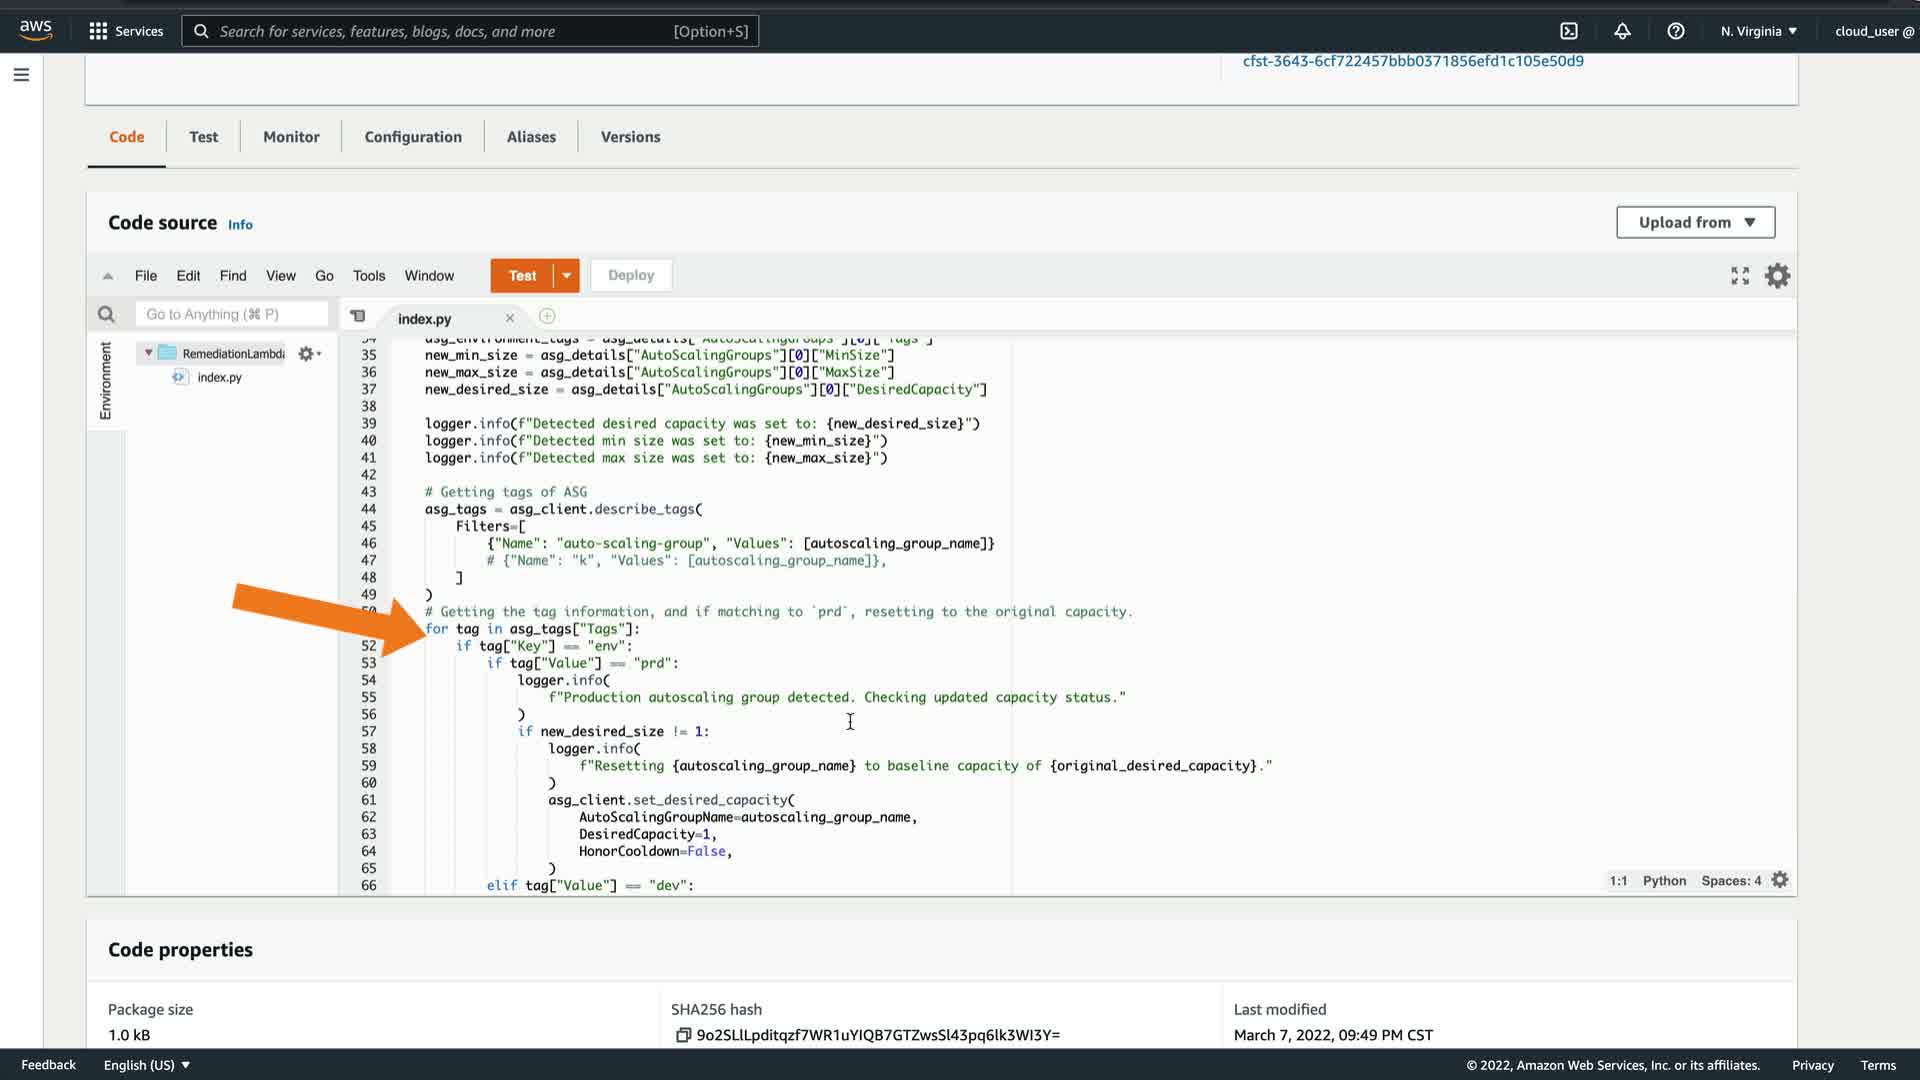 aws
Services
Search for services, features, blogs, docs, and more
[Option+S]
N. Virginia
cloud_user @
cfst-3643-6cf722457bbb0371856efd1c105e50d9
Code
Test
Monitor
Configuration
Aliases
Versions
Code source
Info
Upload from
File
Edit
Find
View
Go
Tools
Window
Test
Deploy
Go to Anything (⌘ P)
index.py
Environment
RemediationLambda
index.py
34 asg_environment_tags = asg_details["AutoScalingGroups"][0]["Tags"]
35 new_min_size = asg_details["AutoScalingGroups"][0]["MinSize"]
36 new_max_size = asg_details["AutoScalingGroups"][0]["MaxSize"]
37 new_desired_size = asg_details["AutoScalingGroups"][0]["DesiredCapacity"]
38
39 logger.info(f"Detected desired capacity was set to: {new_desired_size}")
40 logger.info(f"Detected min size was set to: {new_min_size}")
41 logger.info(f"Detected max size was set to: {new_max_size}")
42
43 # Getting tags of ASG
44 asg_tags = asg_client.describe_tags(
45 Filters=[
46 {"Name": "auto-scaling-group", "Values": [autoscaling_group_name]}
47 # {"Name": "k", "Values": [autoscaling_group_name]},
48 ]
49 )
50 # Getting the tag information, and if matching to `prd`, resetting to the original capacity.
for tag in asg_tags["Tags"]:
52 if tag["Key"] == "env":
53 if tag["Value"] == "prd":
54 logger.info(
55 f"Production autoscaling group detected. Checking updated capacity status."
56 )
57 if new_desired_size != 1:
58 logger.info(
59 f"Resetting {autoscaling_group_name} to baseline capacity of {original_desired_capacity}."
60 )
61 asg_client.set_desired_capacity(
62 AutoScalingGroupName=autoscaling_group_name,
63 DesiredCapacity=1,
64 HonorCooldown=False,
65 )
66 elif tag["Value"] == "dev":
1:1 Python Spaces: 4
Code properties
Package size
1.0 kB
SHA256 hash
9o2SLlLpditqzf7WR1uYIQB7GTZwsSl43pq6lk3WI3Y=
Last modified
March 7, 2022, 09:49 PM CST
Feedback
English (US)
© 2022, Amazon Web Services, Inc. or its affiliates.
Privacy
Terms